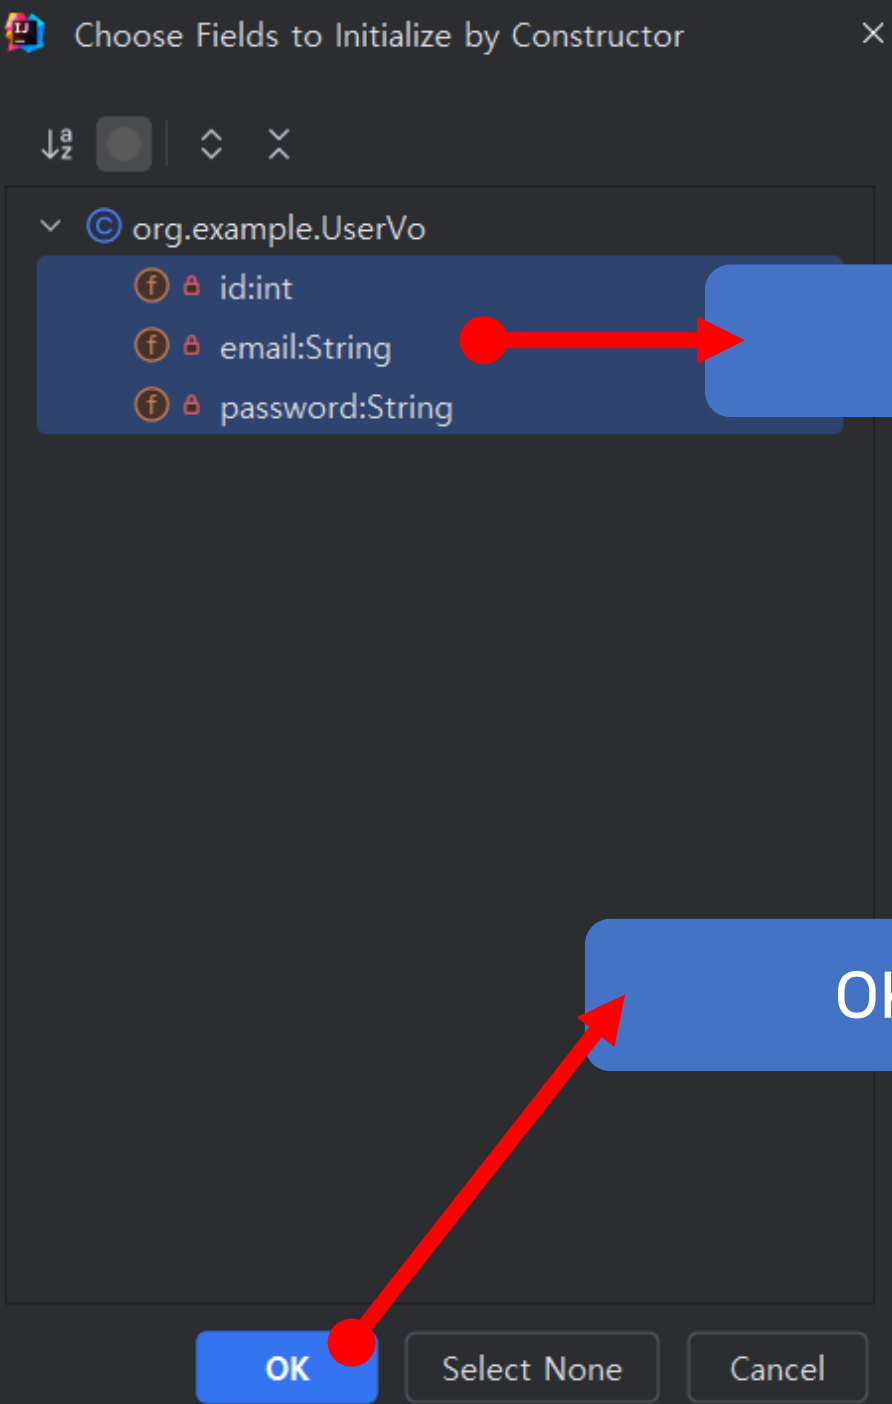 Choose Fields to Initialize by Constructor
org.example.UserVo
id:int
email:String
password:String
OK Select None Cancel